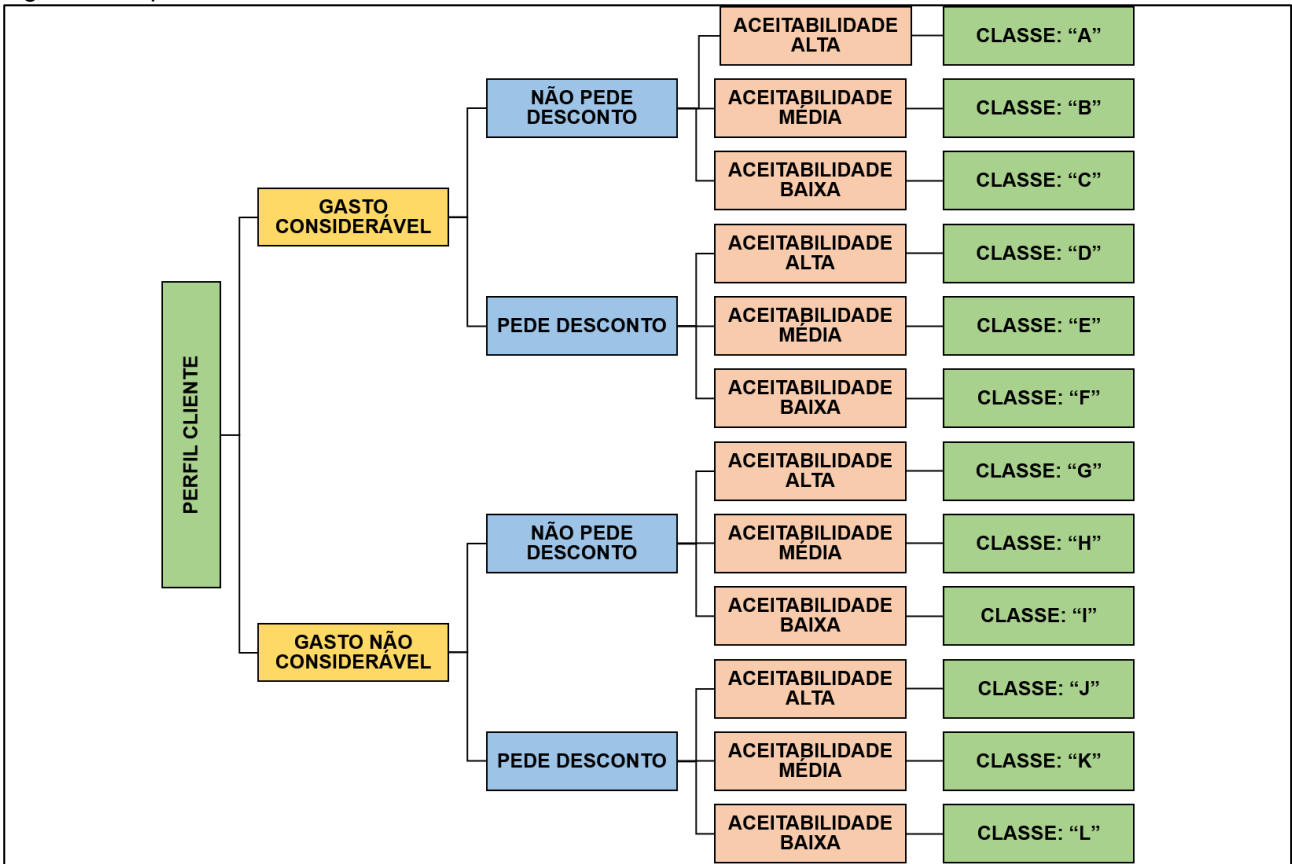 ACEITABILIDADE
ALTA
CLASSE: “A”
NÃO PEDE
DESCONTO
ACEITABILIDADE
MÉDIA
CLASSE: “B”
ACEITABILIDADE
BAIXA
CLASSE: “C”
GASTO
CONSIDERÁVEL
ACEITABILIDADE
ALTA
CLASSE: “D”
PEDE DESCONTO
ACEITABILIDADE
MÉDIA
CLASSE: “E”
ACEITABILIDADE
BAIXA
CLASSE: “F”
PERFIL CLIENTE
ACEITABILIDADE
ALTA
CLASSE: “G”
NÃO PEDE
DESCONTO
ACEITABILIDADE
MÉDIA
CLASSE: “H”
ACEITABILIDADE
BAIXA
CLASSE: “I”
GASTO NÃO
CONSIDERÁVEL
ACEITABILIDADE
ALTA
CLASSE: “J”
PEDE DESCONTO
ACEITABILIDADE
MÉDIA
CLASSE: “K”
ACEITABILIDADE
BAIXA
CLASSE: “L”